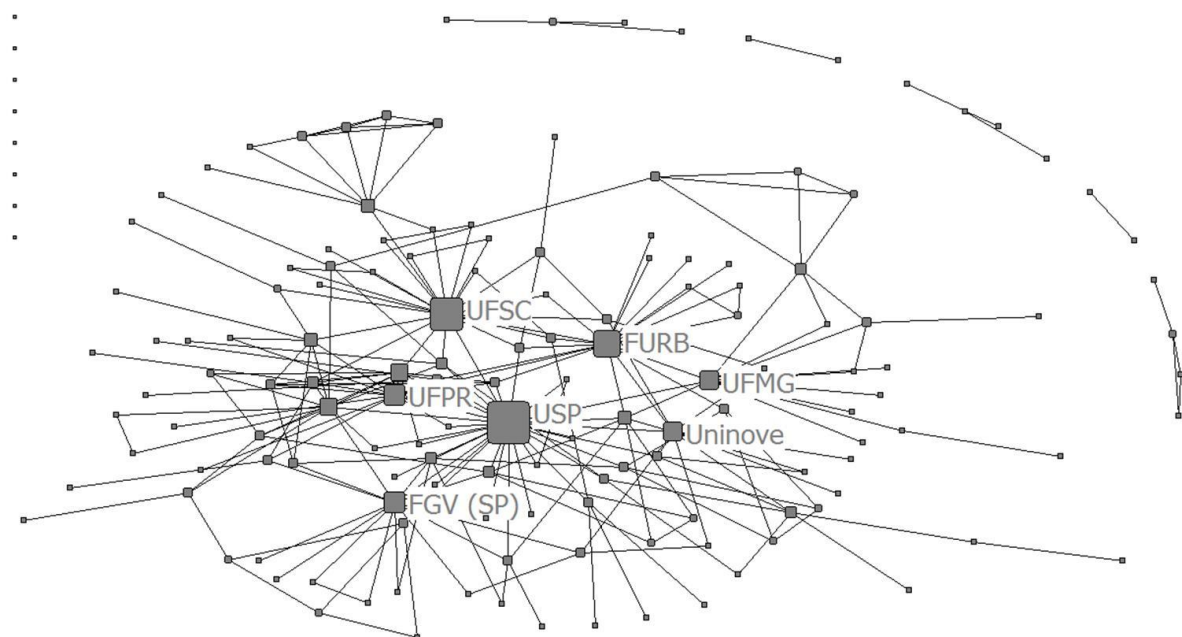 UFSC
FURB
UFMG
UFPR
USP
Uninove
FGV (SP)